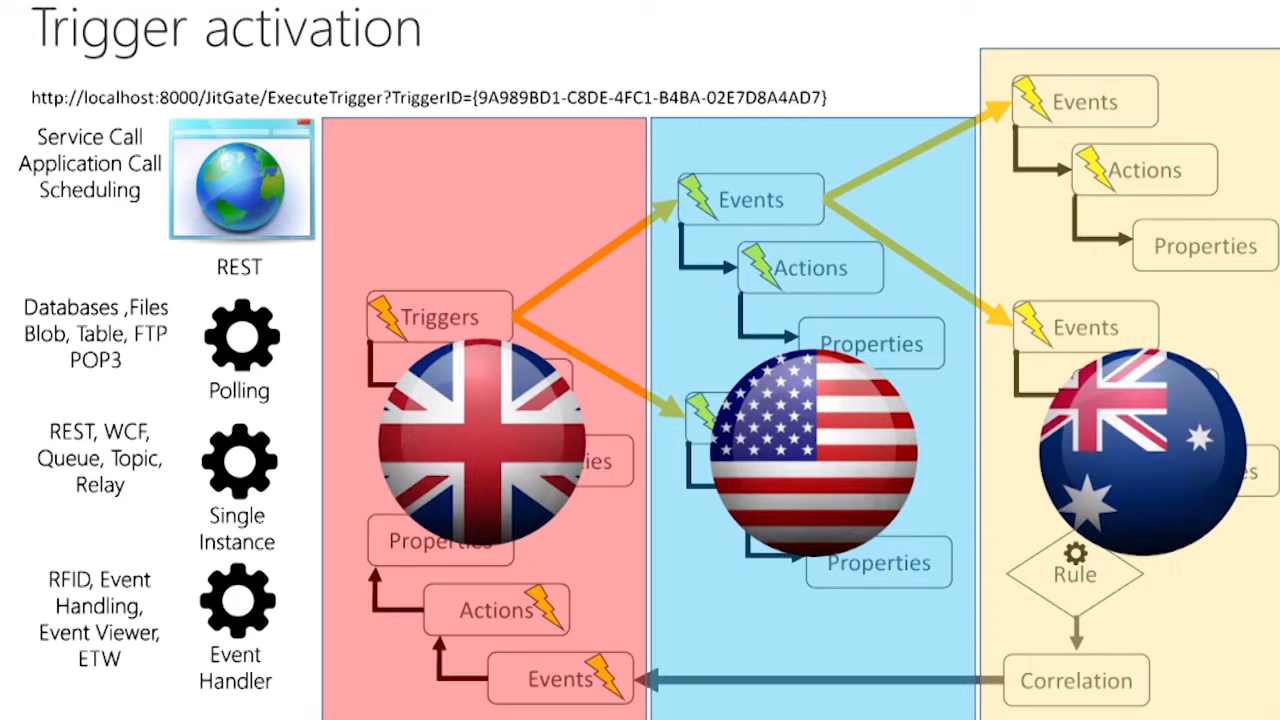 Trigger activation
http://localhost:8000/JitGate/ExecuteTrigger?TriggerID={9A989BD1-C8DE-4FC1-B4BA-02E7D8A4AD7}
Service Call
Application Call
Scheduling
REST
Databases ,Files
Blob, Table, FTP
POP3
Polling
REST, WCF,
Queue, Topic,
Relay
Single
Instance
RFID, Event
Handling,
Event Viewer,
ETW
Event
Handler
Triggers
ies
Properties
Actions
Events
Events
Actions
Properties
Properties
Events
Actions
Properties
Events
es
Rule
Correlation